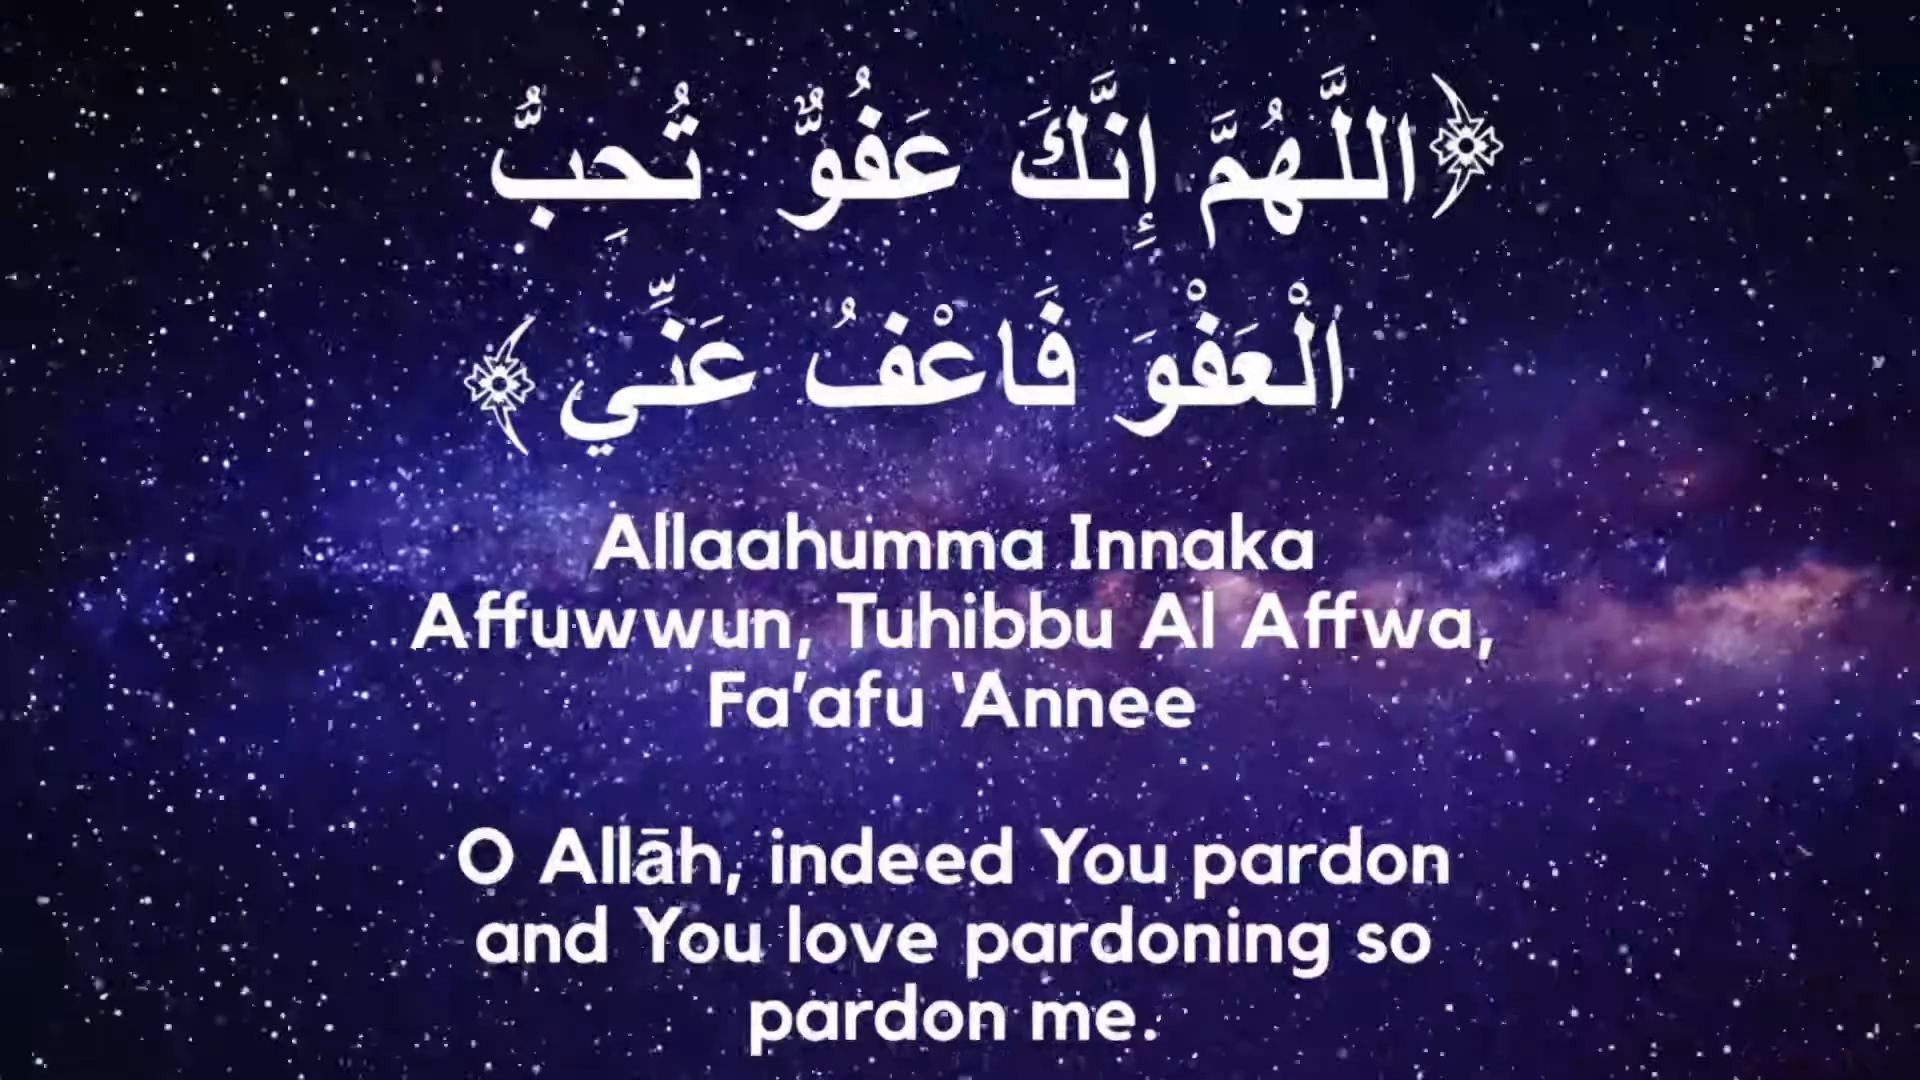 ﴿اللَّهُمَّ إِنَّكَ عَفُوٌّ تُحِبُّ
الْعَفْوَ فَاعْفُ عَنِّي﴾
Allaahumma Innaka
Affuwwun, Tuhibbu Al Affwa,
Fa'afu ‘Annee
O Allāh, indeed You pardon
and You love pardoning so
pardon me.